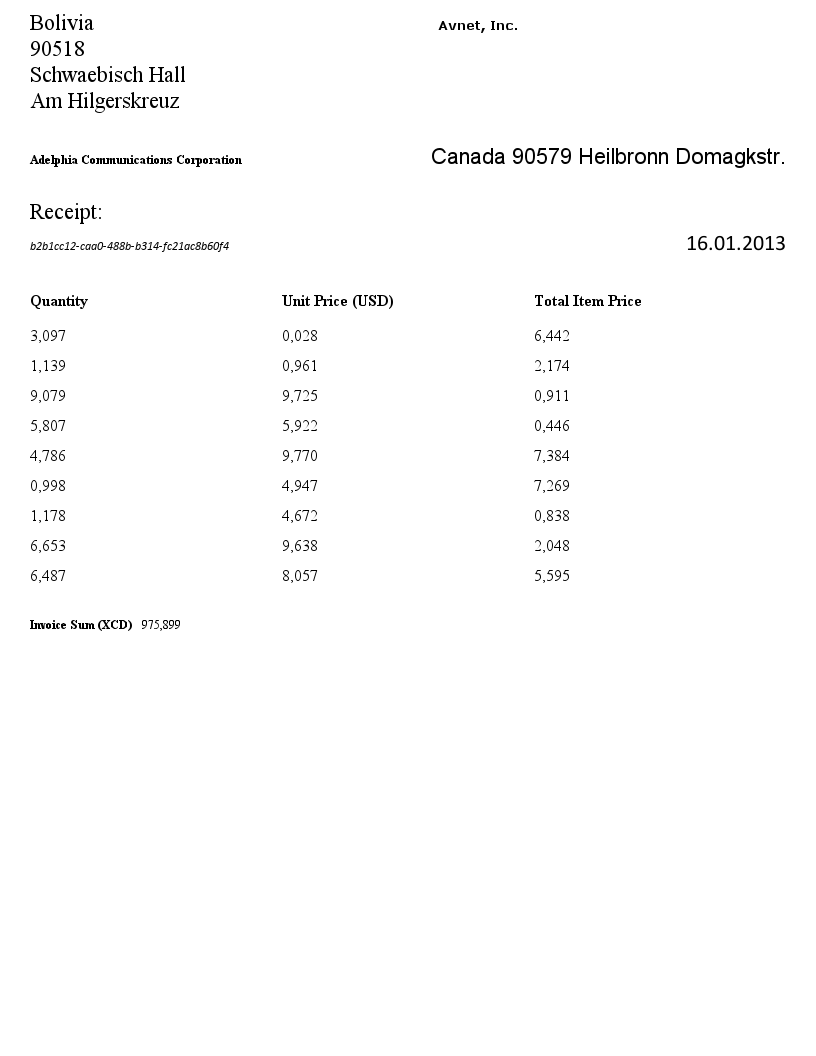 Bolivia
90518
Schwaebisch Hall
Am Hilgerskreuz
Avnet, Inc.
Adelphia Communications Corporation
Canada 90579 Heilbronn Domagkstr.
Receipt:
b2b1cc12-caa0-488b-b314-fc21ac8b60f4
16.01.2013
Quantity Unit Price (USD) Total Item Price
3,097 0,028 6,442
1,139 0,961 2,174
9,079 9,725 0,911
5,807 5,922 0,446
4,786 9,770 7,384
0,998 4,947 7,269
1,178 4,672 0,838
6,653 9,638 2,048
6,487 8,057 5,595
Invoice Sum (XCD) 975,899